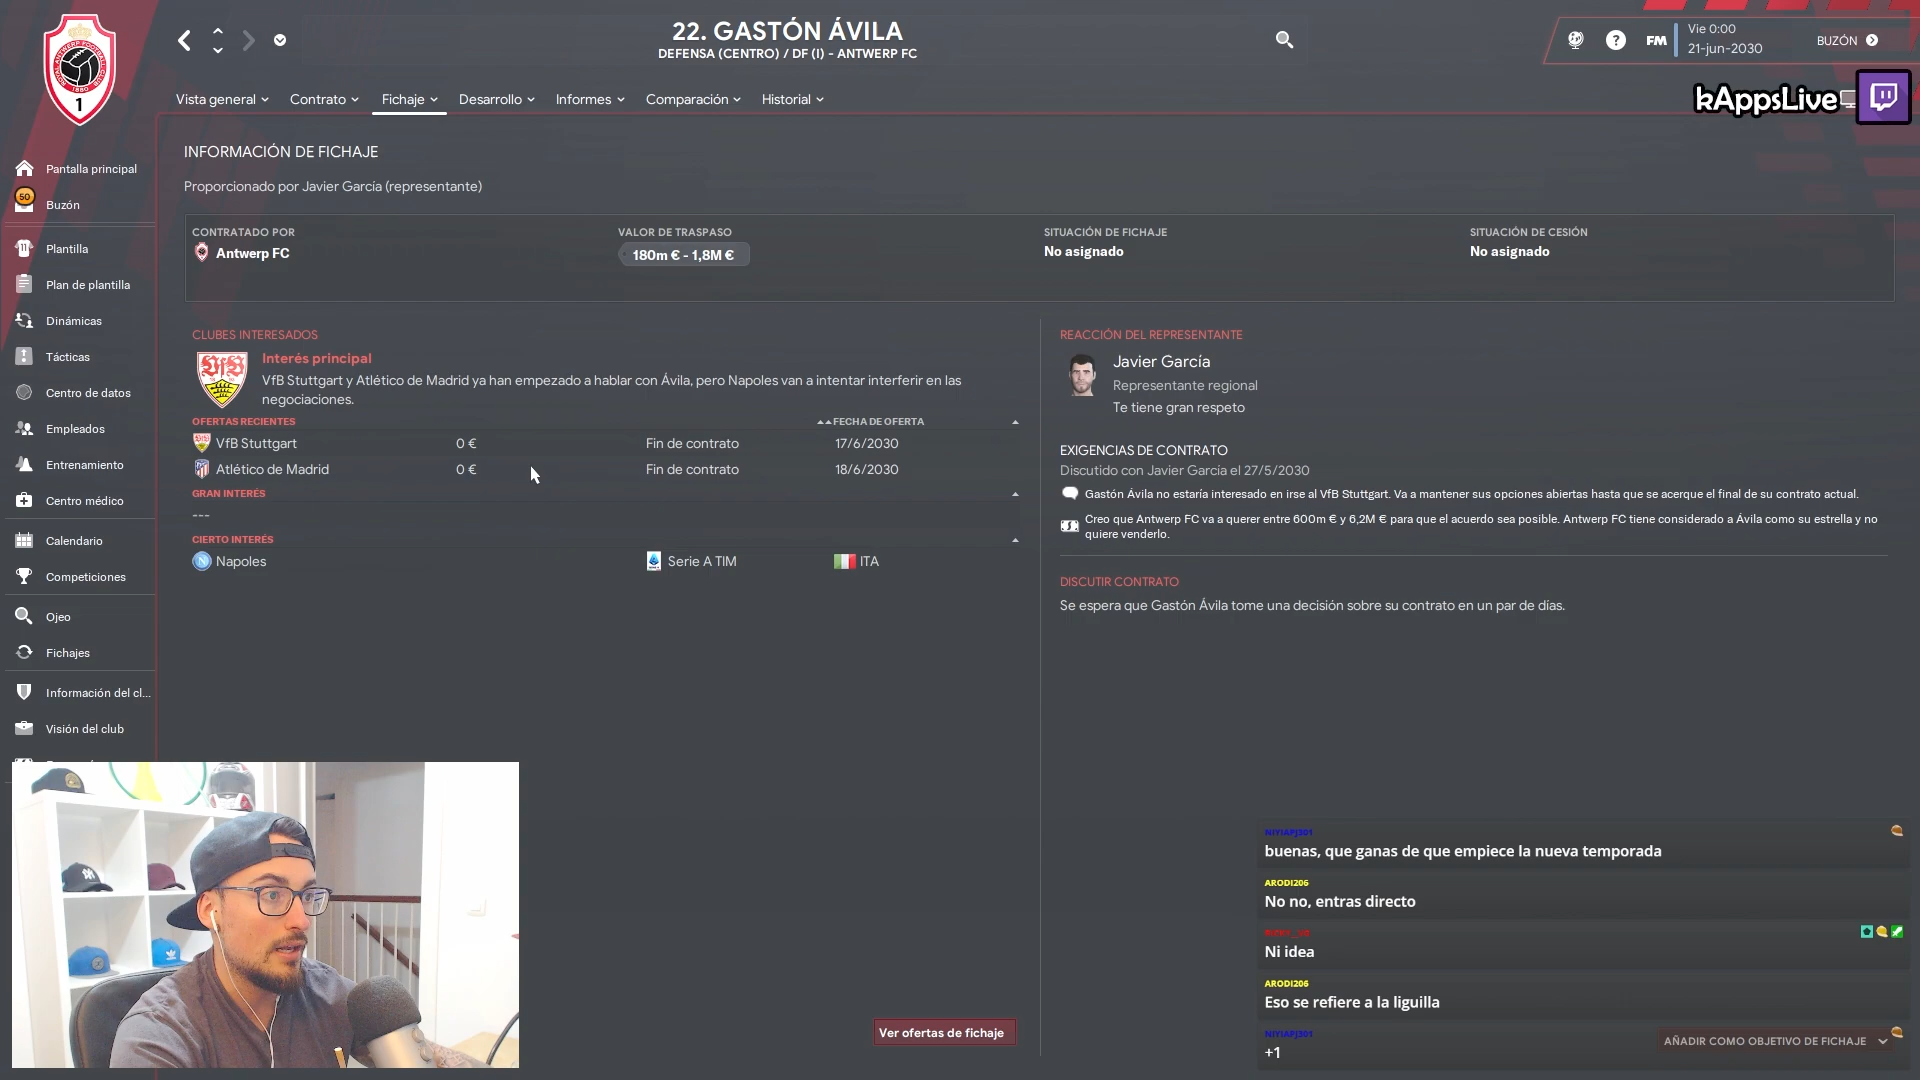 22. GASTÓN ÁVILA
DEFENSA (CENTRO) / DF (I) - ANTWERP FC
FM
Vie 0:00
21-jun-2030
BUZÓN
Vista general
Contrato
Fichaje
Desarrollo
Informes
Comparación
Historial
kAppsLive
Pantalla principal
50
Buzón
Plantilla
Plan de plantilla
Dinámicas
Tácticas
Centro de datos
Empleados
Entrenamiento
Centro médico
Calendario
Competiciones
Ojeo
Fichajes
Información del cl...
Visión del club
INFORMACIÓN DE FICHAJE
Proporcionado por Javier García (representante)
CONTRATADO POR
Antwerp FC
VALOR DE TRASPASO
180m € - 1,8M €
SITUACIÓN DE FICHAJE
No asignado
SITUACIÓN DE CESIÓN
No asignado
CLUBES INTERESADOS
Interés principal
VfB Stuttgart y Atlético de Madrid ya han empezado a hablar con Ávila, pero Napoles van a intentar interferir en las
negociaciones.
OFERTAS RECIENTES FECHA DE OFERTA
VfB Stuttgart 0 € Fin de contrato 17/6/2030
Atlético de Madrid 0 € Fin de contrato 18/6/2030
GRAN INTERÉS
---
CIERTO INTERÉS
Napoles Serie A TIM ITA
Ver ofertas de fichaje
REACCIÓN DEL REPRESENTANTE
Javier García
Representante regional
Te tiene gran respeto
EXIGENCIAS DE CONTRATO
Discutido con Javier García el 27/5/2030
Gastón Ávila no estaría interesado en irse al VfB Stuttgart. Va a mantener sus opciones abiertas hasta que se acerque el final de su contrato actual.
Creo que Antwerp FC va a querer entre 600m € y 6,2M € para que el acuerdo sea posible. Antwerp FC tiene considerado a Ávila como su estrella y no
quiere venderlo.
DISCUTIR CONTRATO
Se espera que Gastón Ávila tome una decisión sobre su contrato en un par de días.
NIYIAPJ301
buenas, que ganas de que empiece la nueva temporada
ARODI206
No no, entras directo
Ni idea
ARODI206
Eso se refiere a la liguilla
NIYIAPJ301
+1
AÑADIR COMO OBJETIVO DE FICHAJE